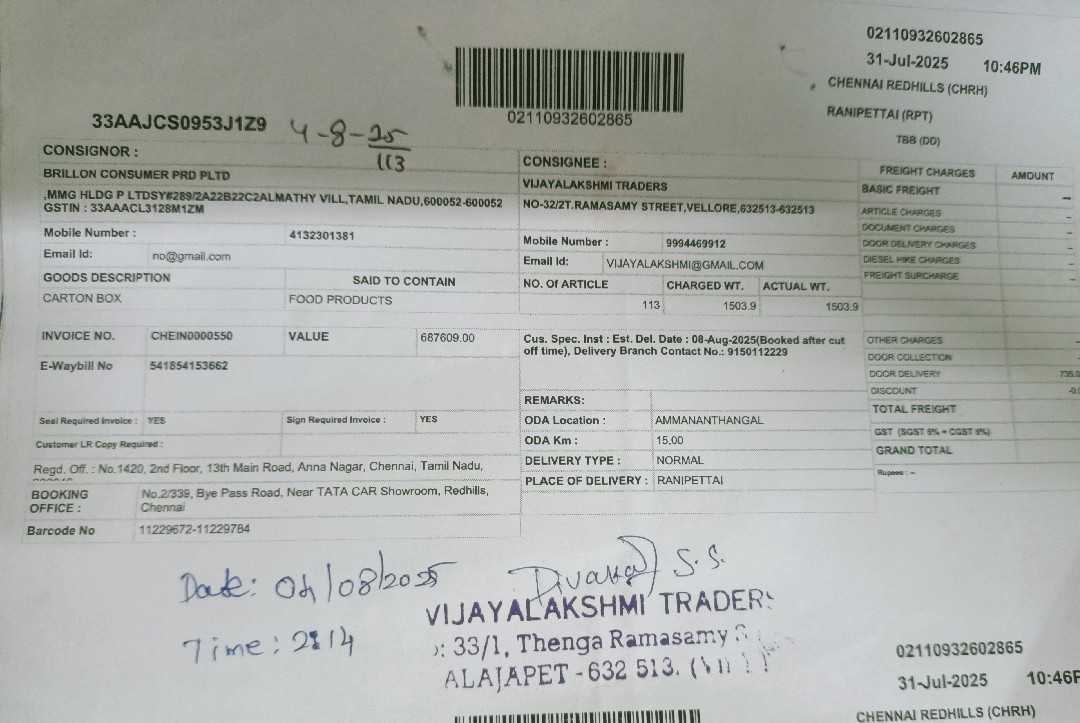 02110932602865
31-Jul-2025 10:46PM
CHENNAI REDHILLS (CHRH)
RANIPETTAI (RPT)
TBB (DD)
02110932602865
33AAJCS0953J1Z9
4-8-25
113
CONSIGNOR :
BRILLON CONSUMER PRD PLTD
,MMG HLDG P LTDSY#289/2A22B22C2ALMATHY VILL,TAMIL NADU,600052-600052
GSTIN : 33AAACL3128M1ZM
Mobile Number : 4132301381
Email Id: no@gmail.com
GOODS DESCRIPTION SAID TO CONTAIN
CARTON BOX FOOD PRODUCTS
INVOICE NO. CHEIN0000550 VALUE 687609.00
E-Waybill No 541854153662
Seal Required Invoice : YES Sign Required Invoice : YES
Customer LR Copy Required :
Regd. Off. : No.1420, 2nd Floor, 13th Main Road, Anna Nagar, Chennai, Tamil Nadu,
BOOKING OFFICE : No.2/339, Bye Pass Road, Near TATA CAR Showroom, Redhills, Chennai
Barcode No 11229672-11229784
CONSIGNEE :
VIJAYALAKSHMI TRADERS
NO-32/2T.RAMASAMY STREET,VELLORE,632513-632513
Mobile Number : 9994469912
Email Id: VIJAYALAKSHMI@GMAIL.COM
NO. Of ARTICLE CHARGED WT. ACTUAL WT.
113 1503.9 1503.9
Cus. Spec. Inst : Est. Del. Date : 08-Aug-2025(Booked after cut
off time), Delivery Branch Contact No.: 9150112229
REMARKS:
ODA Location : AMMANANTHANGAL
ODA Km : 15.00
DELIVERY TYPE : NORMAL
PLACE OF DELIVERY : RANIPETTAI
FREIGHT CHARGES AMOUNT
BASIC FREIGHT –
ARTICLE CHARGES –
DOCUMENT CHARGES –
DOOR DELIVERY CHARGES –
DIESEL HIKE CHARGES –
FREIGHT SURCHARGE –
OTHER CHARGES –
DOOR COLLECTION –
DOOR DELIVERY 735.0
DISCOUNT -0.
TOTAL FREIGHT
GST (SGST 9% + CGST 9%)
GRAND TOTAL
Rupees : –
Date: 04/08/2025
Time: 2:14
S.S.
VIJAYALAKSHMI TRADERS
: 33/1, Thenga Ramasamy S
ALAJAPET - 632 513.
02110932602865
31-Jul-2025 10:46P
CHENNAI REDHILLS (CHRH)